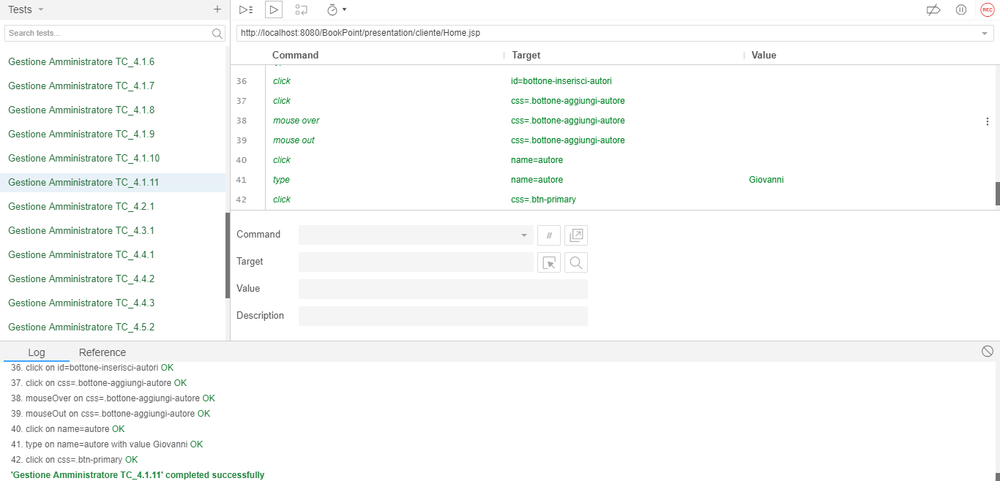 Tests
Search tests...
Gestione Amministratore TC_4.1.6
Gestione Amministratore TC_4.1.7
Gestione Amministratore TC_4.1.8
Gestione Amministratore TC_4.1.9
Gestione Amministratore TC_4.1.10
Gestione Amministratore TC_4.1.11
Gestione Amministratore TC_4.2.1
Gestione Amministratore TC_4.3.1
Gestione Amministratore TC_4.4.1
Gestione Amministratore TC_4.4.2
Gestione Amministratore TC_4.4.3
Gestione Amministratore TC_4.5.2
REC
http://localhost:8080/BookPoint/presentation/cliente/Home.jsp
Command Target Value
36 click id=bottone-inserisci-autori
37 click css=.bottone-aggiungi-autore
38 mouse over css=.bottone-aggiungi-autore
39 mouse out css=.bottone-aggiungi-autore
40 click name=autore
41 type name=autore Giovanni
42 click css=.btn-primary
Command //
Target
Value
Description
Log Reference
36. click on id=bottone-inserisci-autori OK
37. click on css=.bottone-aggiungi-autore OK
38. mouseOver on css=.bottone-aggiungi-autore OK
39. mouseOut on css=.bottone-aggiungi-autore OK
40. click on name=autore OK
41. type on name=autore with value Giovanni OK
42. click on css=.btn-primary OK
'Gestione Amministratore TC_4.1.11' completed successfully